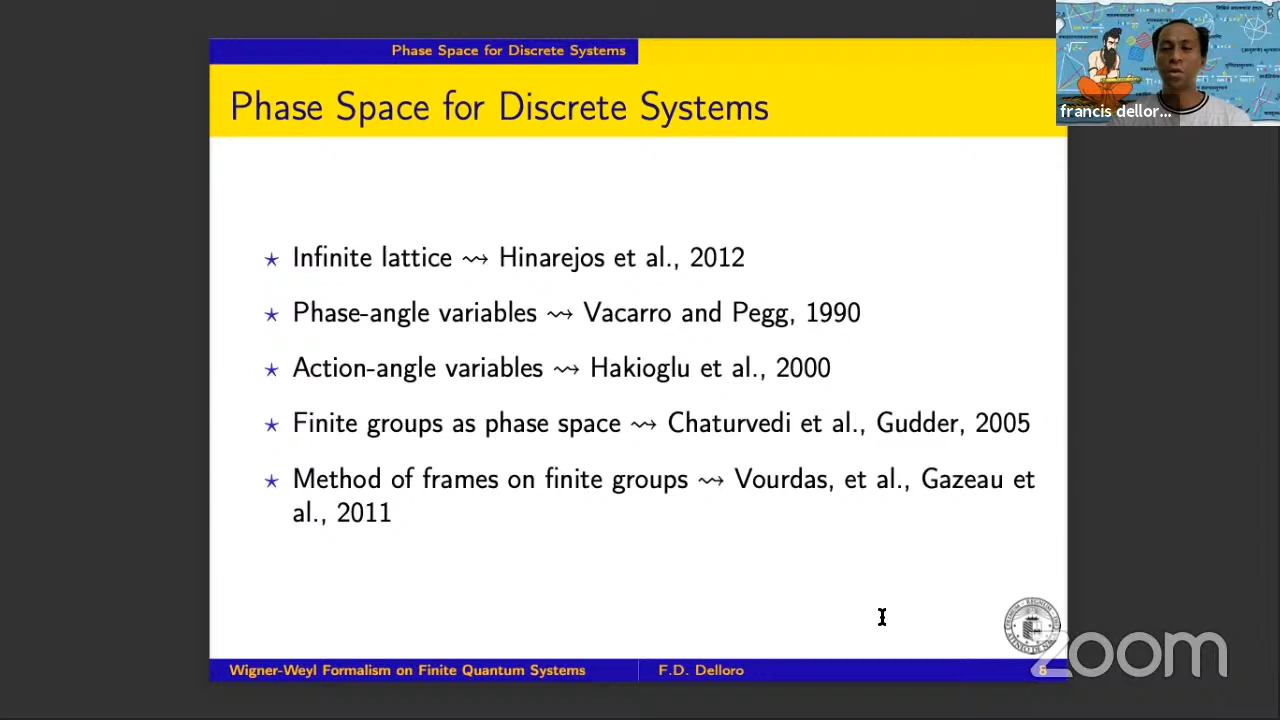 Phase Space for Discrete Systems
francis dellor...
Phase Space for Discrete Systems
★ Infinite lattice ⇝ Hinarejos et al., 2012
★ Phase-angle variables ⇝ Vacarro and Pegg, 1990
★ Action-angle variables ⇝ Hakioglu et al., 2000
★ Finite groups as phase space ⇝ Chaturvedi et al., Gudder, 2005
★ Method of frames on finite groups ⇝ Vourdas, et al., Gazeau et
al., 2011
Wigner-Weyl Formalism on Finite Quantum Systems
F.D. Delloro
8
zoom